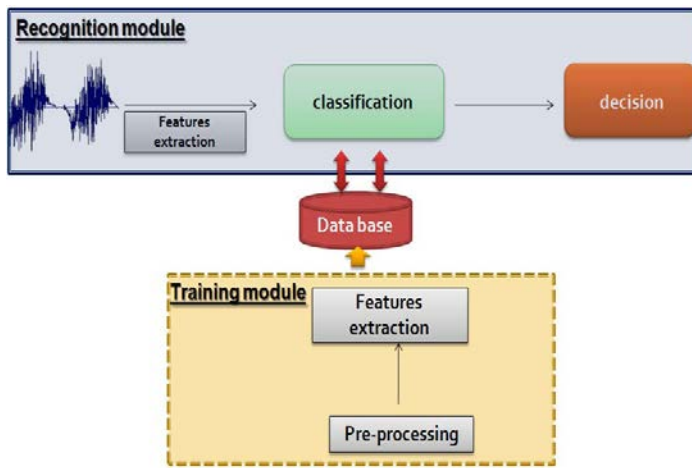 Recognition module
Features
extraction
classification
decision
Data base
Training module
Features
extraction
Pre-processing